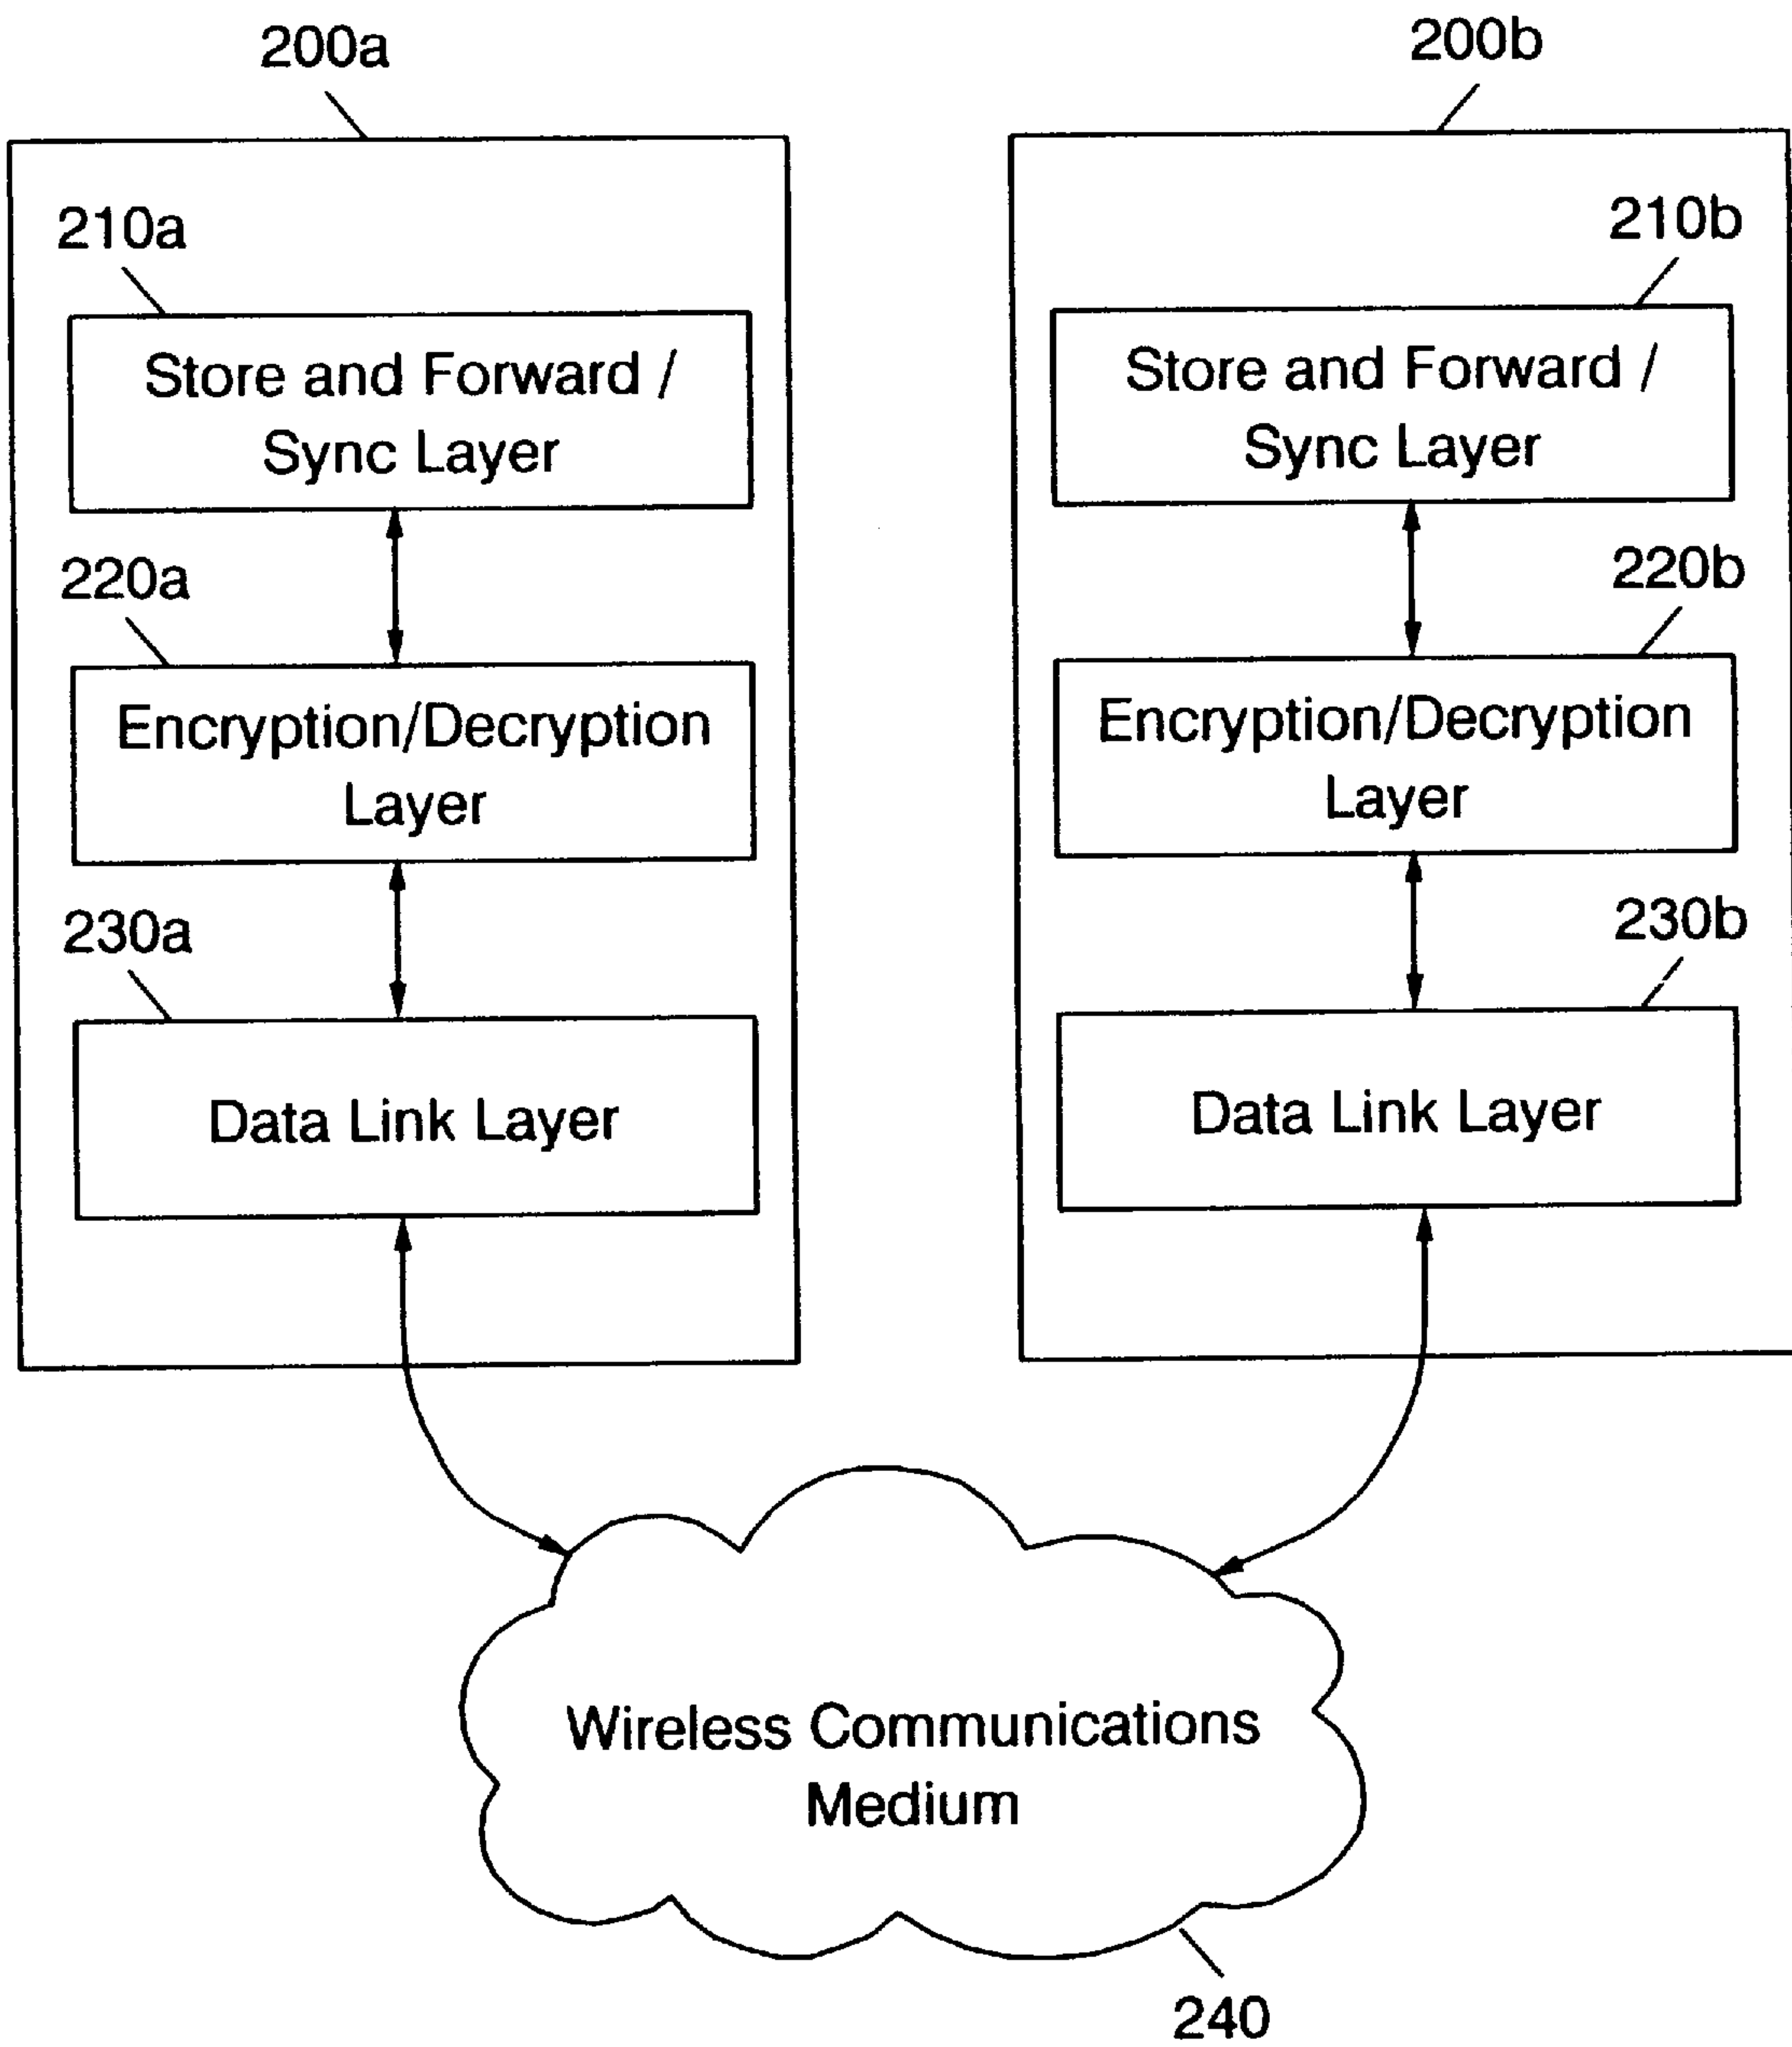 200a
200b
210a
210b
Store and Forward /
Sync Layer
Store and Forward /
Sync Layer
220a
220b
Encryption/Decryption
Layer
Encryption/Decryption
Layer
230a
230b
Data Link Layer
Data Link Layer
Wireless Communications
Medium
240